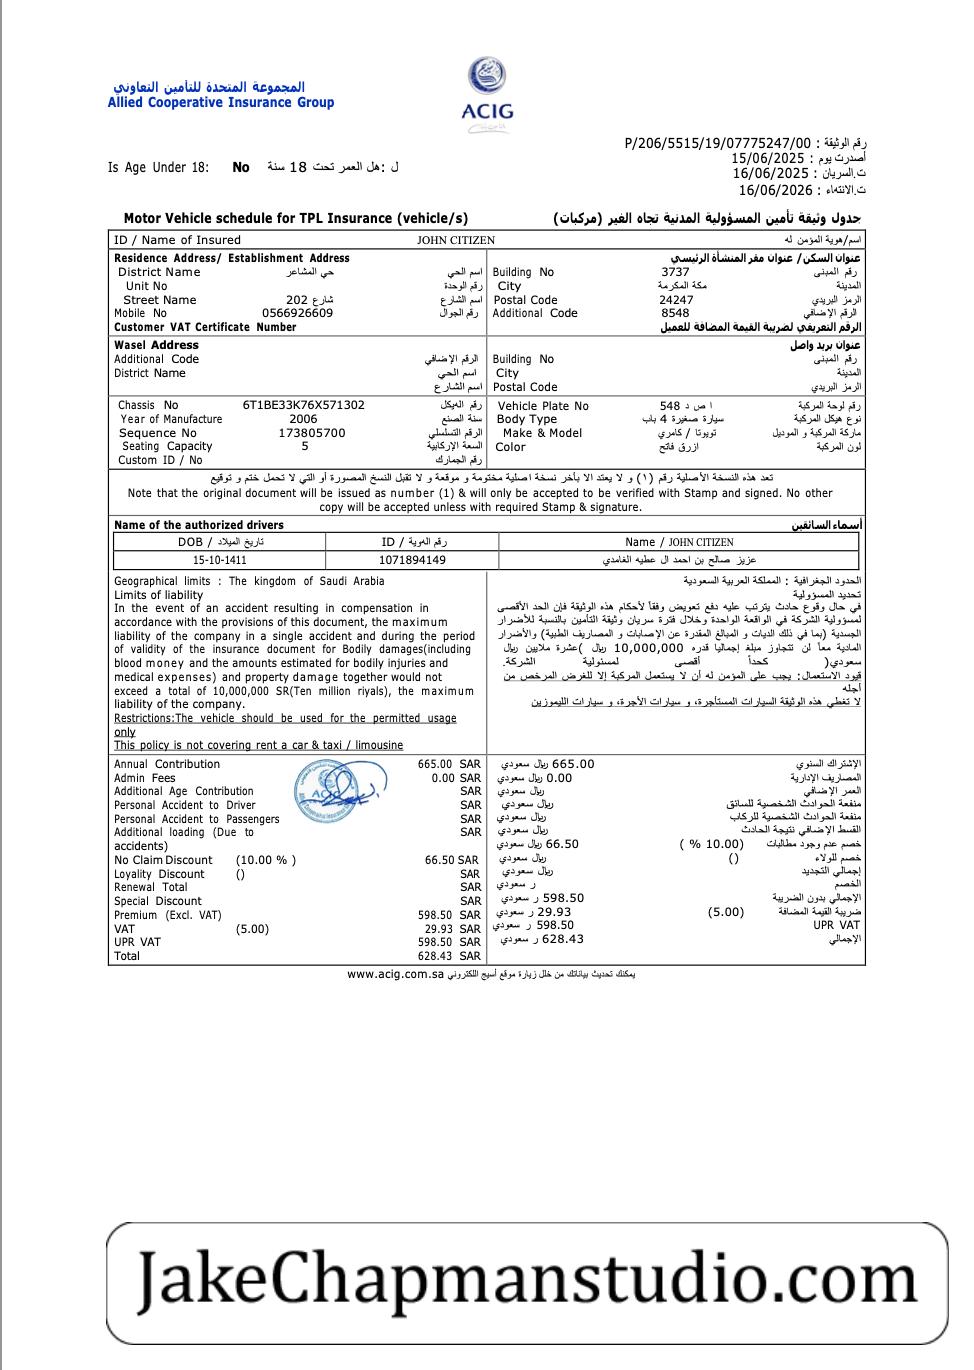 المجموعة المتحدة للتأمين التعاوني
Allied Cooperative Insurance Group
ACIG
رقم الوثيقة : P/206/5515/19/07775247/00
أصدرت يوم : 15/06/2025
ت.السريان : 16/06/2025
ت.الانتهاء : 16/06/2026
Is Age Under 18: No ل :هل العمر تحت 18 سنة
Motor Vehicle schedule for TPL Insurance (vehicle/s) جدول وثيقة تأمين المسؤولية المدنية تجاه الغير (مركبات)
ID / Name of Insured JOHN CITIZEN اسم/هوية المؤمن له
Residence Address/ Establishment Address عنوان السكن/ عنوان مقر المنشأة الرئيسي
District Name حي المشاعر اسم الحي Building No 3737 رقم المبنى
Unit No رقم الوحدة City مكة المكرمة المدينة
Street Name شارع 202 اسم الشارع Postal Code 24247 الرمز البريدي
Mobile No 0566926609 رقم الجوال Additional Code 8548 الرقم الإضافي
Customer VAT Certificate Number الرقم التعريفي لضريبة القيمة المضافة للعميل
Wasel Address عنوان بريد واصل
Additional Code الرقم الإضافي Building No رقم المبنى
District Name اسم الحي City المدينة
اسم الشارع Postal Code الرمز البريدي
Chassis No 6T1BE33K76X571302 رقم الهيكل Vehicle Plate No ا ص د 548 رقم لوحة المركبة
Year of Manufacture 2006 سنة الصنع Body Type سيارة صغيرة 4 باب نوع هيكل المركبة
Sequence No 173805700 الرقم التسلسلي Make & Model تويوتا / كامري ماركة المركبة و الموديل
Seating Capacity 5 السعة الإركابية Color ازرق فاتح لون المركبة
Custom ID / No رقم الجمارك
تعد هذه النسخة الأصلية رقم (١) و لا يعتد الا بأخر نسخة اصلية مختومة و موقعة و لا تقبل النسخ المصورة أو التي لا تحمل ختم و توقيع
Note that the original document will be issued as number (1) & will only be accepted to be verified with Stamp and signed. No other
copy will be accepted unless with required Stamp & signature.
Name of the authorized drivers أسماء السائقين
DOB / تاريخ الميلاد ID / رقم الهوية Name / JOHN CITIZEN
15-10-1411 1071894149 عزيز صالح بن احمد ال عطيه الغامدي
Geographical limits : The kingdom of Saudi Arabia
Limits of liability
In the event of an accident resulting in compensation in
accordance with the provisions of this document, the maximum
liability of the company in a single accident and during the period
of validity of the insurance document for Bodily damages(including
blood money and the amounts estimated for bodily injuries and
medical expenses) and property damage together would not
exceed a total of 10,000,000 SR(Ten million riyals), the maximum
liability of the company.
Restrictions:The vehicle should be used for the permitted usage
only
This policy is not covering rent a car & taxi / limousine
الحدود الجغرافية : المملكة العربية السعودية
تحديد المسؤولية
في حال وقوع حادث يترتب عليه دفع تعويض وفقاً لأحكام هذه الوثيقة فإن الحد الأقصى
لمسؤولية الشركة في الواقعة الواحدة وخلال فترة سريان وثيقة التأمين بالنسبة للأضرار
الجسدية (بما في ذلك الديات و المبالغ المقدرة عن الإصابات و المصاريف الطبية) والأضرار
المادية معاً لن تتجاوز مبلغ إجماليا قدره 10,000,000 ريال )عشرة ملايين ريال
سعودي( كحداً أقصى لمسئولية الشركة.
قيود الاستعمال: يجب على المؤمن له أن لا يستعمل المركبة إلا للغرض المرخص من
أجله
لا تغطي هذه الوثيقة السيارات المستأجرة، و سيارات الأجرة، و سيارات الليموزين
Annual Contribution 665.00 SAR 665.00 ريال سعودي الإشتراك السنوي
Admin Fees 0.00 SAR 0.00 ريال سعودي المصاريف الإدارية
Additional Age Contribution SAR ريال سعودي العمر الإضافي
Personal Accident to Driver SAR ريال سعودي منفعة الحوادث الشخصية للسائق
Personal Accident to Passengers SAR ريال سعودي منفعة الحوادث الشخصية للركاب
Additional loading (Due to SAR ريال سعودي القسط الإضافي نتيجة الحادث
accidents)
66.50 ريال سعودي (10.00 % ) خصم عدم وجود مطالبات
No Claim Discount (10.00 % ) 66.50 SAR ريال سعودي () خصم للولاء
Loyality Discount () SAR ريال سعودي إجمالي التجديد
Renewal Total SAR ر سعودي الخصم
Special Discount SAR 598.50 ر سعودي الإجمالي بدون الضريبة
Premium (Excl. VAT) 598.50 SAR 29.93 ر سعودي (5.00) ضريبة القيمة المضافة
VAT (5.00) 29.93 SAR 598.50 ر سعودي UPR VAT
UPR VAT 598.50 SAR 628.43 ر سعودي الإجمالي
Total 628.43 SAR
يمكنك تحديث بياناتك من خلل زيارة موقع أسيج اللكتروني www.acig.com.sa
JakeChapmanstudio.com